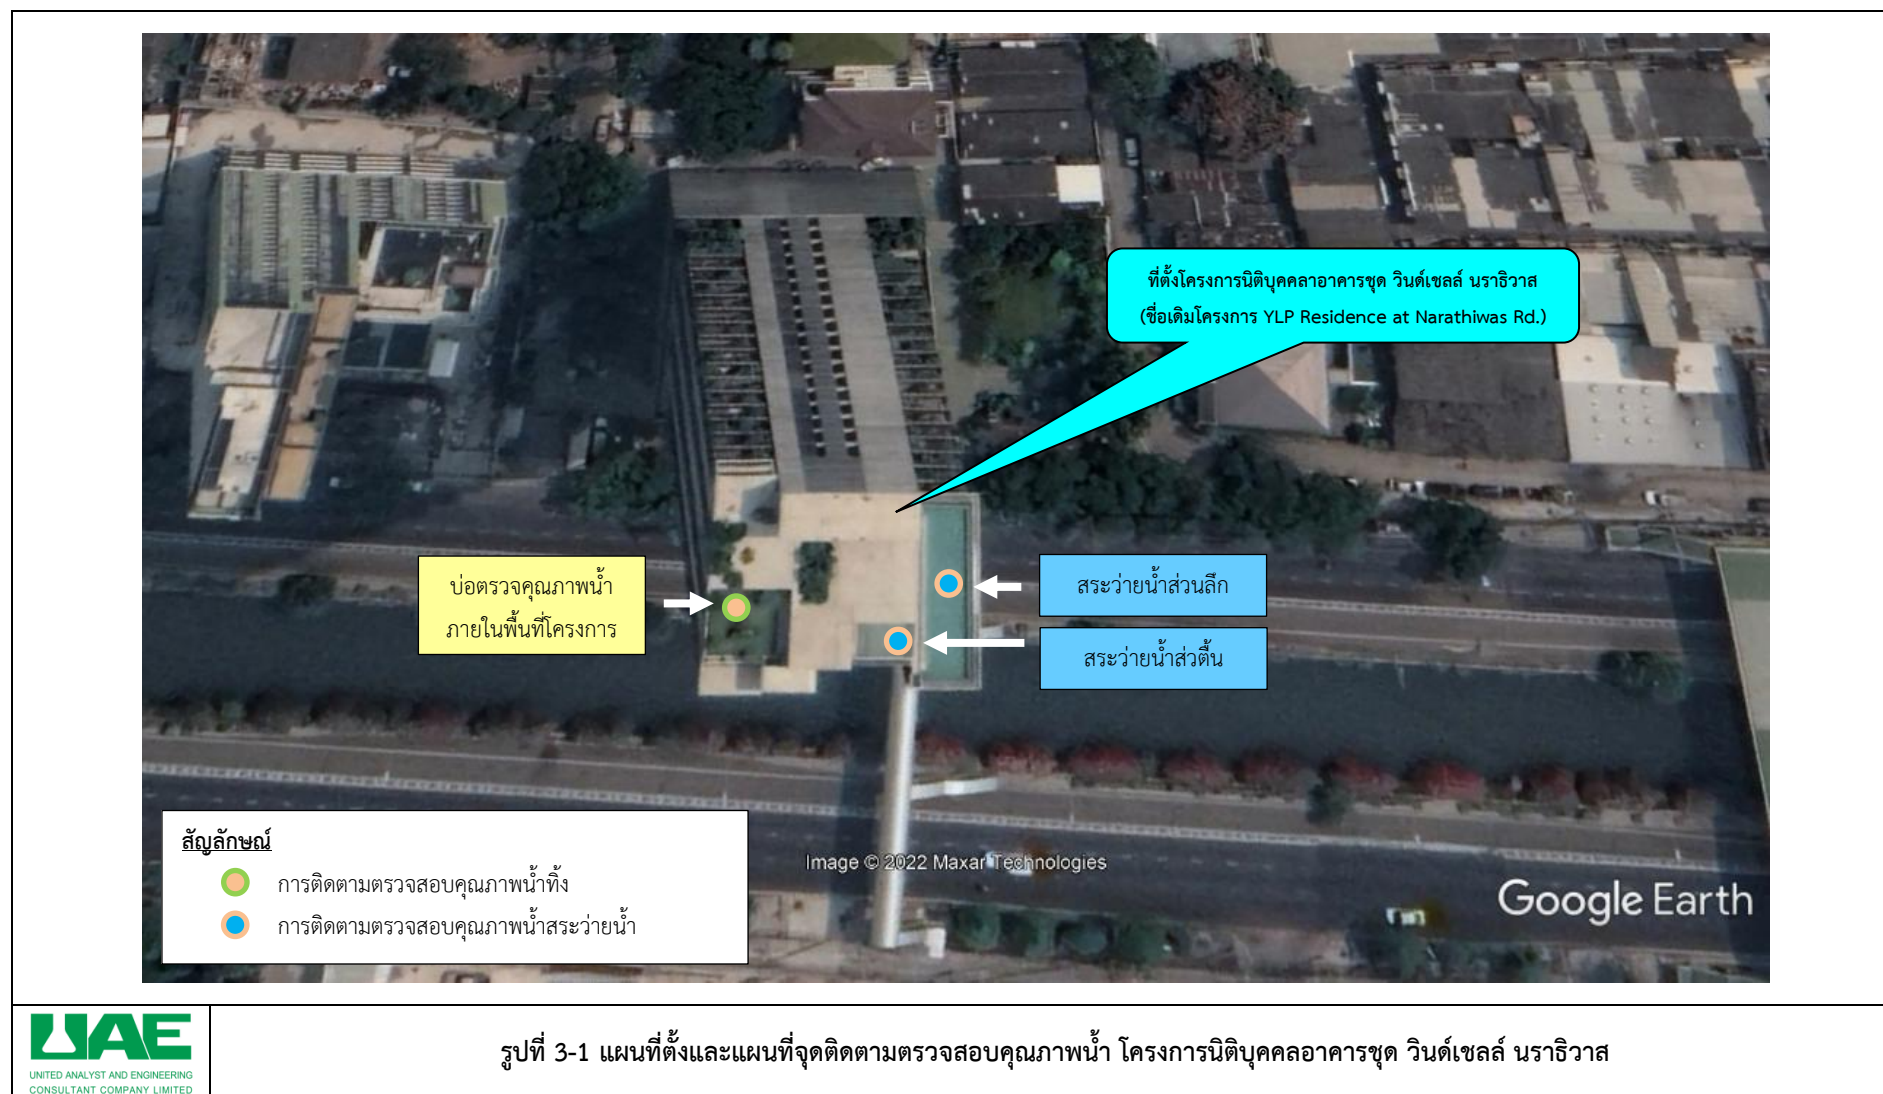 ที่ตั้งโครงการนิติบุคคลาอาคารชุด วินด์เชลล์ นราธิวาส
(ชื่อเดิมโครงการ YLP Residence at Narathiwas Rd.)
บ่อตรวจคุณภาพน้ำ
ภายในพื้นที่โครงการ
สระว่ายน้ำส่วนลึก
สระว่ายน้ำส่วตื้น
สัญลักษณ์
การติดตามตรวจสอบคุณภาพน้ำทิ้ง
การติดตามตรวจสอบคุณภาพน้ำสระว่ายน้ำ
Image © 2022 Maxar Technologies
Google Earth
UAE
UNITED ANALYST AND ENGINEERING
CONSULTANT COMPANY LIMITED
รูปที่ 3-1 แผนที่ตั้งและแผนที่จุดติดตามตรวจสอบคุณภาพน้ำ โครงการนิติบุคคลอาคารชุด วินด์เชลล์ นราธิวาส